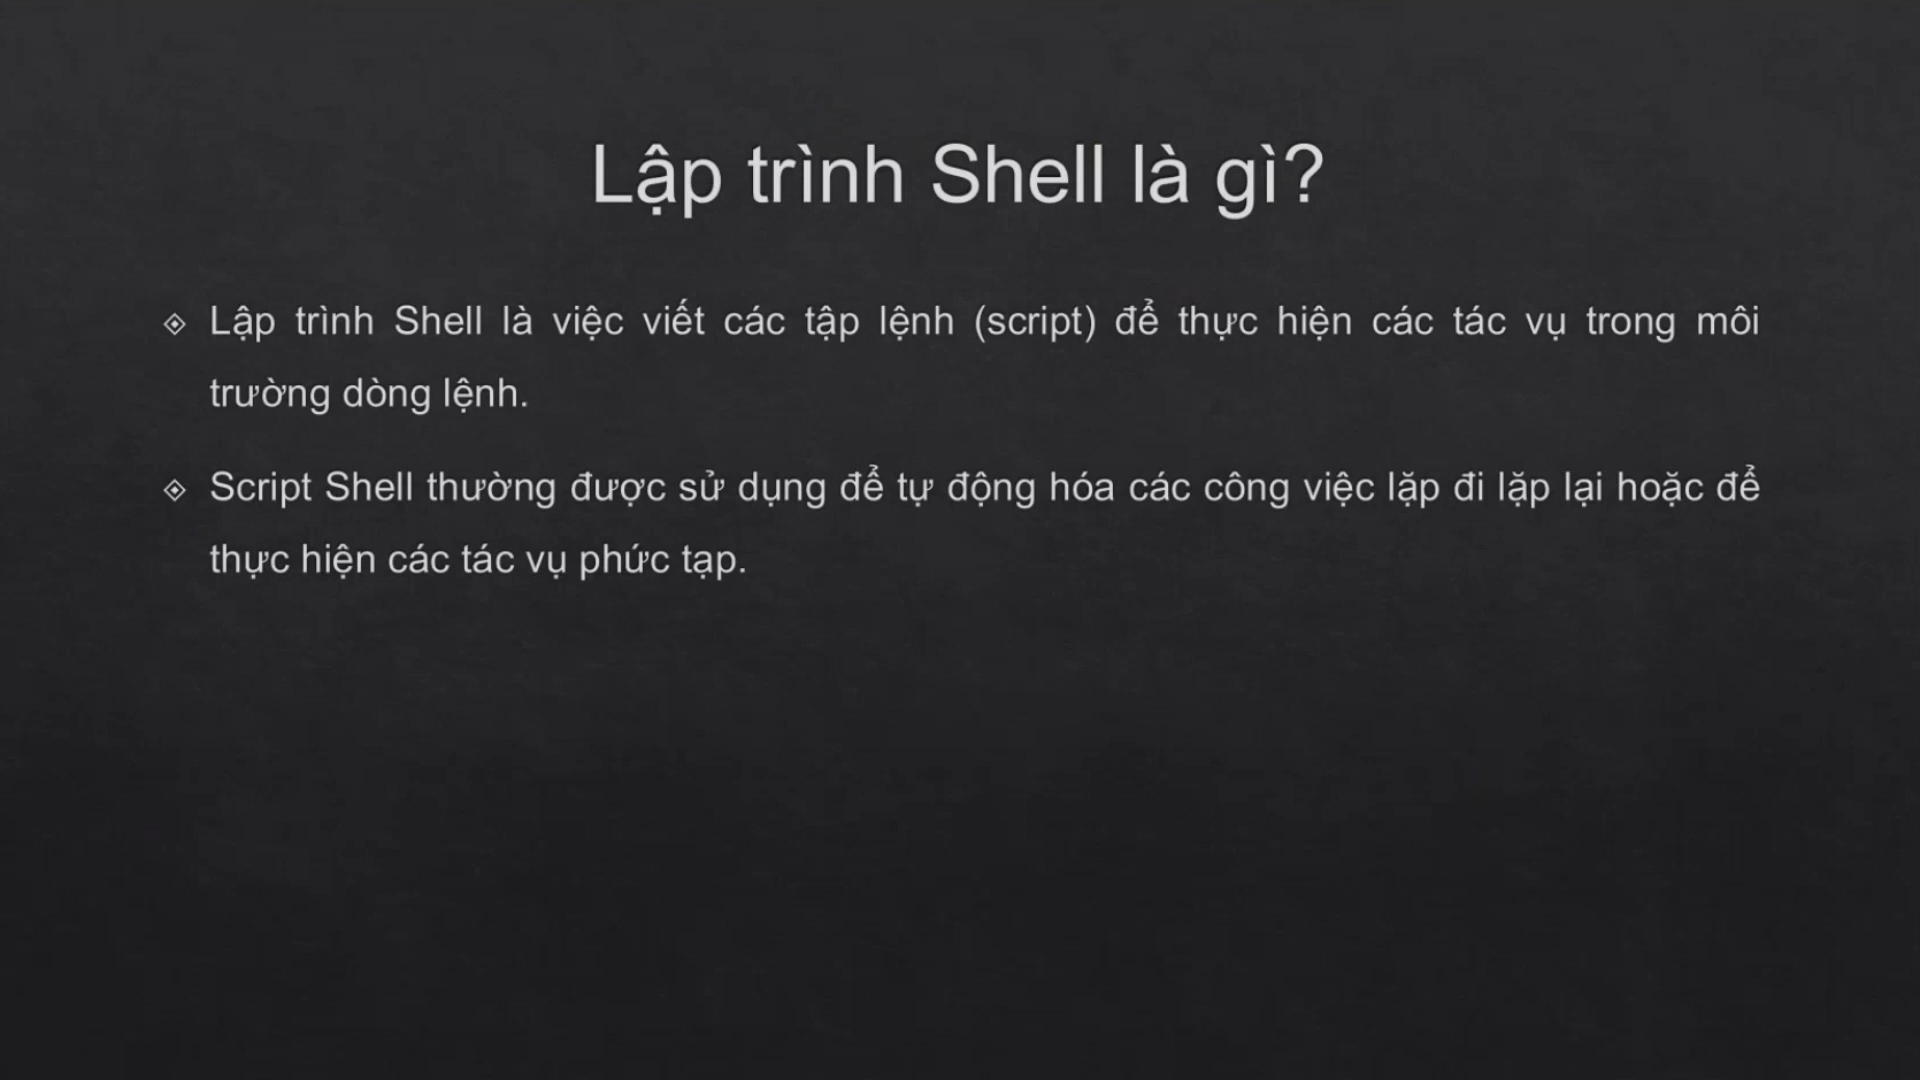 Lập trình Shell là gì?
Lập trình Shell là việc viết các tập lệnh (script) để thực hiện các tác vụ trong môi
trường dòng lệnh.
Script Shell thường được sử dụng để tự động hóa các công việc lặp đi lặp lại hoặc để
thực hiện các tác vụ phức tạp.